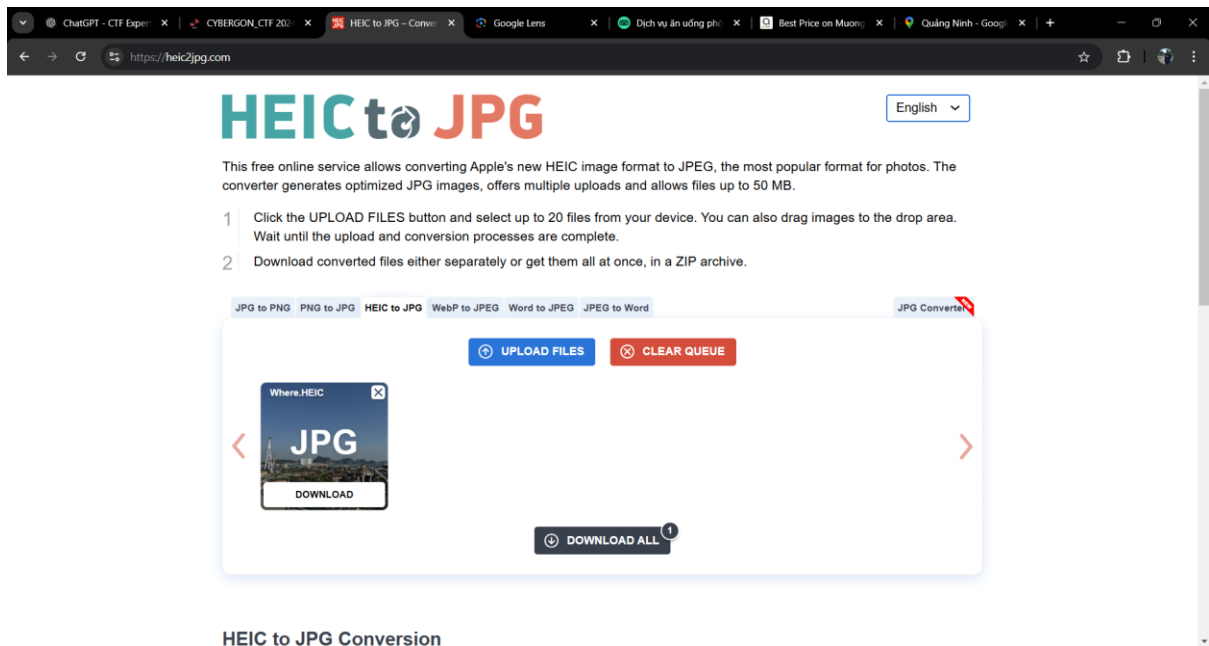 ChatGPT - CTF Exper
CYBERGON_CTF 202
HEIC to JPG – Conver
Google Lens
Dịch vụ ăn uống phò
Best Price on Muong
Quảng Ninh - Googl
https://heic2jpg.com
HEIC to JPG
English
This free online service allows converting Apple's new HEIC image format to JPEG, the most popular format for photos. The
converter generates optimized JPG images, offers multiple uploads and allows files up to 50 MB.
1 Click the UPLOAD FILES button and select up to 20 files from your device. You can also drag images to the drop area.
Wait until the upload and conversion processes are complete.
2 Download converted files either separately or get them all at once, in a ZIP archive.
JPG to PNG PNG to JPG HEIC to JPG WebP to JPEG Word to JPEG JPEG to Word JPG Converter
UPLOAD FILES CLEAR QUEUE
Where.HEIC
JPG
DOWNLOAD
DOWNLOAD ALL 1
HEIC to JPG Conversion